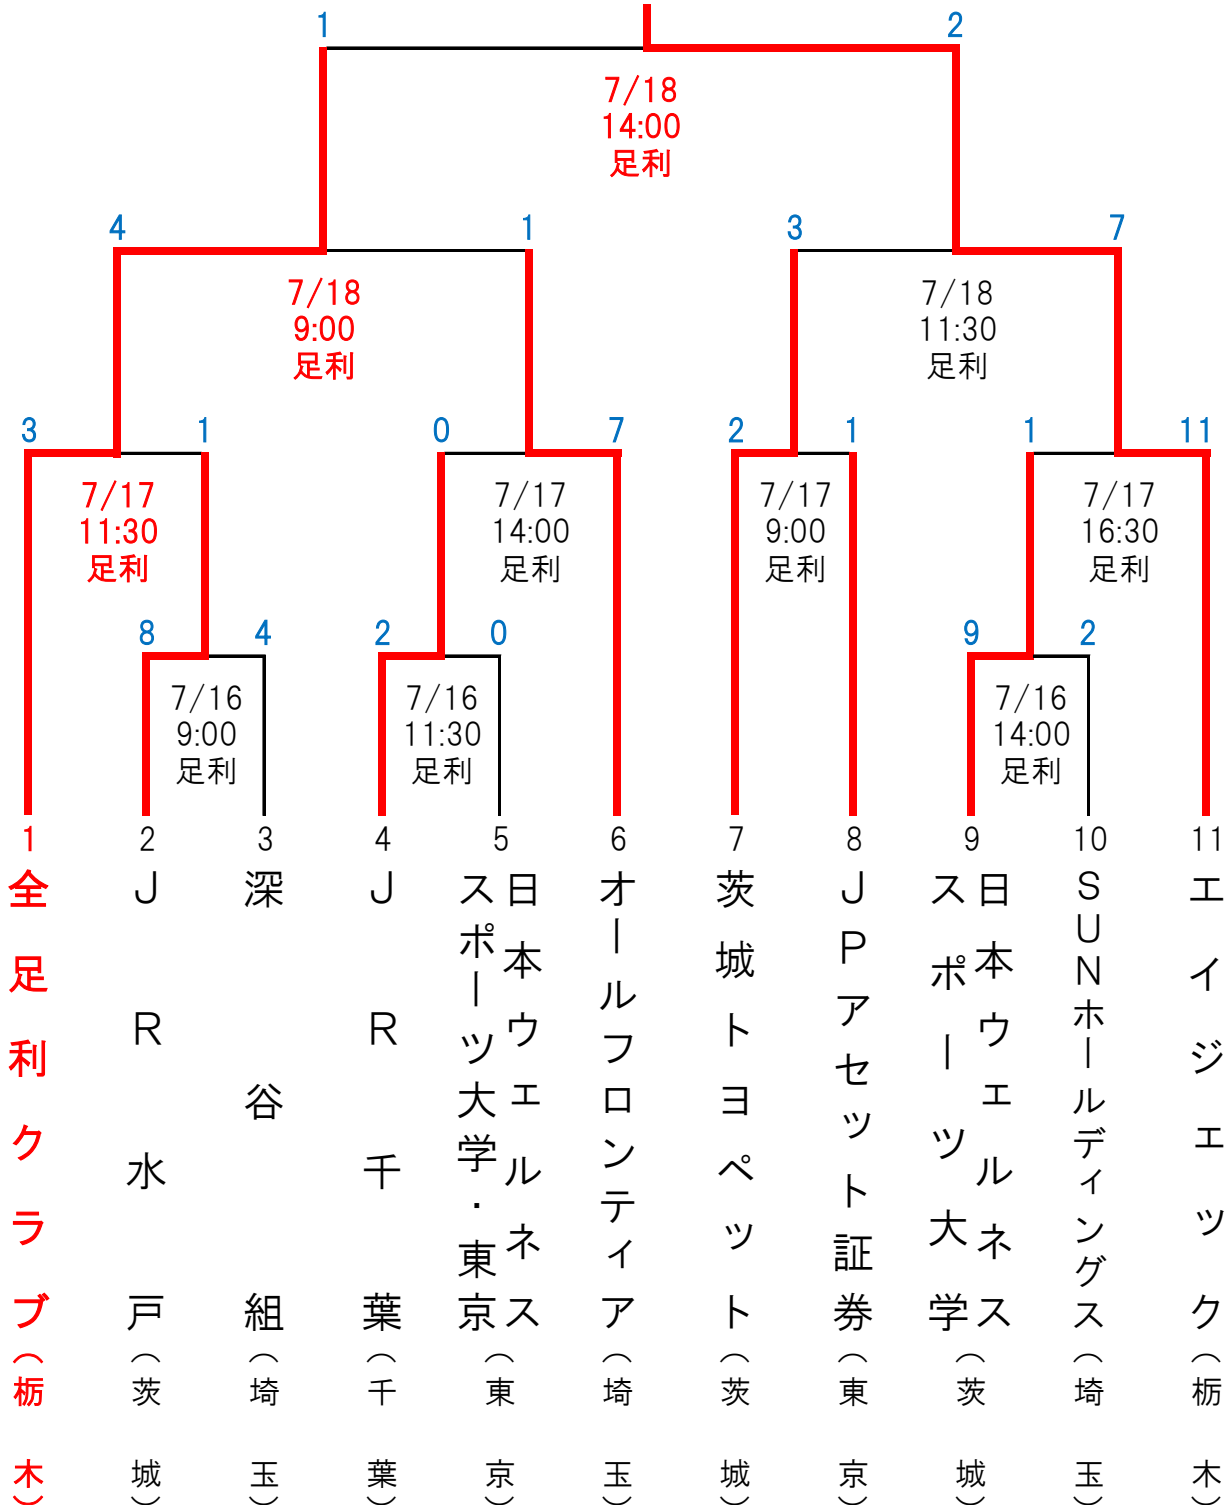 1
2
7/18
14:00
足利
4
1
3
7
7/18
9:00
足利
7/18
11:30
足利
3
1
0
7
2
1
1
11
7/17
11:30
足利
7/17
14:00
足利
7/17
9:00
足利
7/17
16:30
足利
8
4
2
0
9
2
7/16
9:00
足利
7/16
11:30
足利
7/16
14:00
足利
1
全足利クラブ(栃木)
2
JR水戸(茨城)
3
深谷組(埼玉)
4
JR千葉(千葉)
5
日本ウェルネス
スポーツ大学・東京
(東京)
6
オールフロンティア(埼玉)
7
茨城トヨペット(茨城)
8
JPアセット証券(東京)
9
日本ウェルネス
スポーツ大学
(茨城)
10
SUNホールディングス(埼玉)
11
エイジェック(栃木)